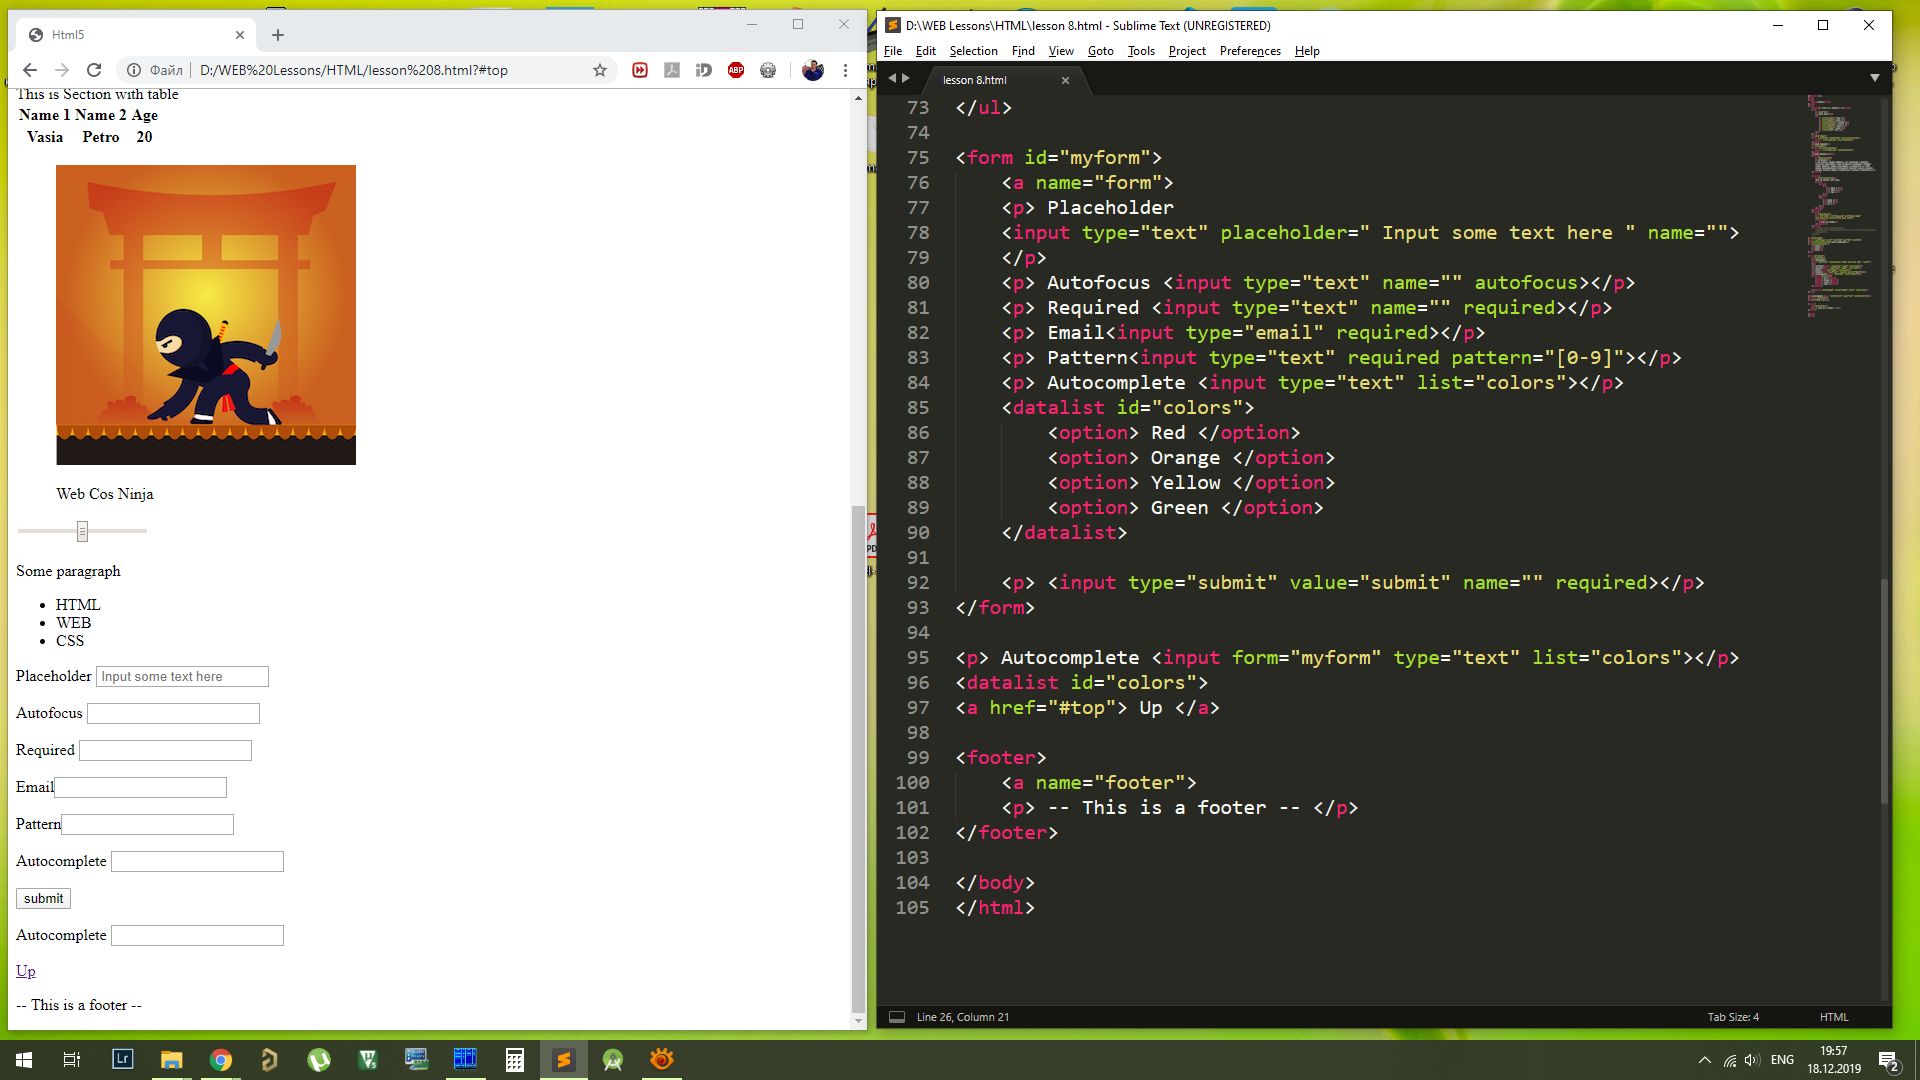 Html5
Файл
D:/WEB%20Lessons/HTML/lesson%208.html?#top
ABP
This is Section with table
Name 1 Name 2 Age
Vasia Petro 20
Web Cos Ninja
Some paragraph
HTML
WEB
CSS
Placeholder Input some text here
Autofocus
Required
Email
Pattern
Autocomplete
submit
Autocomplete
Up
-- This is a footer --
D:\WEB Lessons\HTML\lesson 8.html - Sublime Text (UNREGISTERED)
File Edit Selection Find View Goto Tools Project Preferences Help
lesson 8.html
73 </ul>
74
75 <form id="myform">
76 <a name="form">
77 <p> Placeholder
78 <input type="text" placeholder=" Input some text here " name="">
79 </p>
80 <p> Autofocus <input type="text" name="" autofocus></p>
81 <p> Required <input type="text" name="" required></p>
82 <p> Email<input type="email" required></p>
83 <p> Pattern<input type="text" required pattern="[0-9]"></p>
84 <p> Autocomplete <input type="text" list="colors"></p>
85 <datalist id="colors">
86 <option> Red </option>
87 <option> Orange </option>
88 <option> Yellow </option>
89 <option> Green </option>
90 </datalist>
91
92 <p> <input type="submit" value="submit" name="" required></p>
93 </form>
94
95 <p> Autocomplete <input form="myform" type="text" list="colors"></p>
96 <datalist id="colors">
97 <a href="#top"> Up </a>
98
99 <footer>
100 <a name="footer">
101 <p> -- This is a footer -- </p>
102 </footer>
103
104 </body>
105 </html>
Line 26, Column 21
Tab Size: 4
HTML
Lr
ENG
19:57
18.12.2019
2